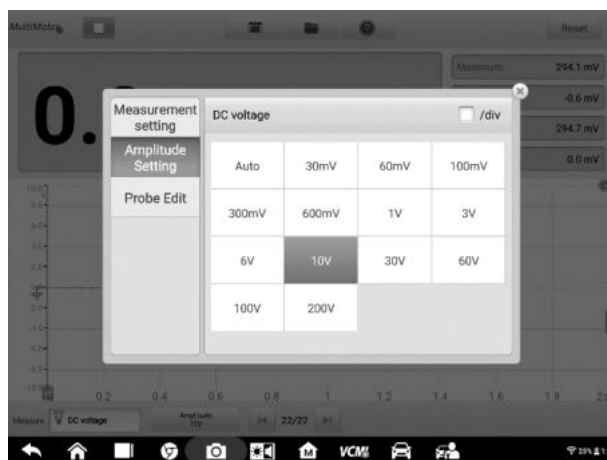 MultiMeter
Reset
Maximum
294.1 mV
-0.6 mV
294.7 mV
0.0 mV
0.
Measurement setting
Amplitude Setting
Probe Edit
DC voltage
/div
Auto 30mV 60mV 100mV
300mV 600mV 1V 3V
6V 10V 30V 60V
100V 200V
0.2 0.4 0.6 0.8 1 1.2 1.4 1.6 1.8
Measure
DC voltage
Amplitude
10V
22/22
VCMI
25%